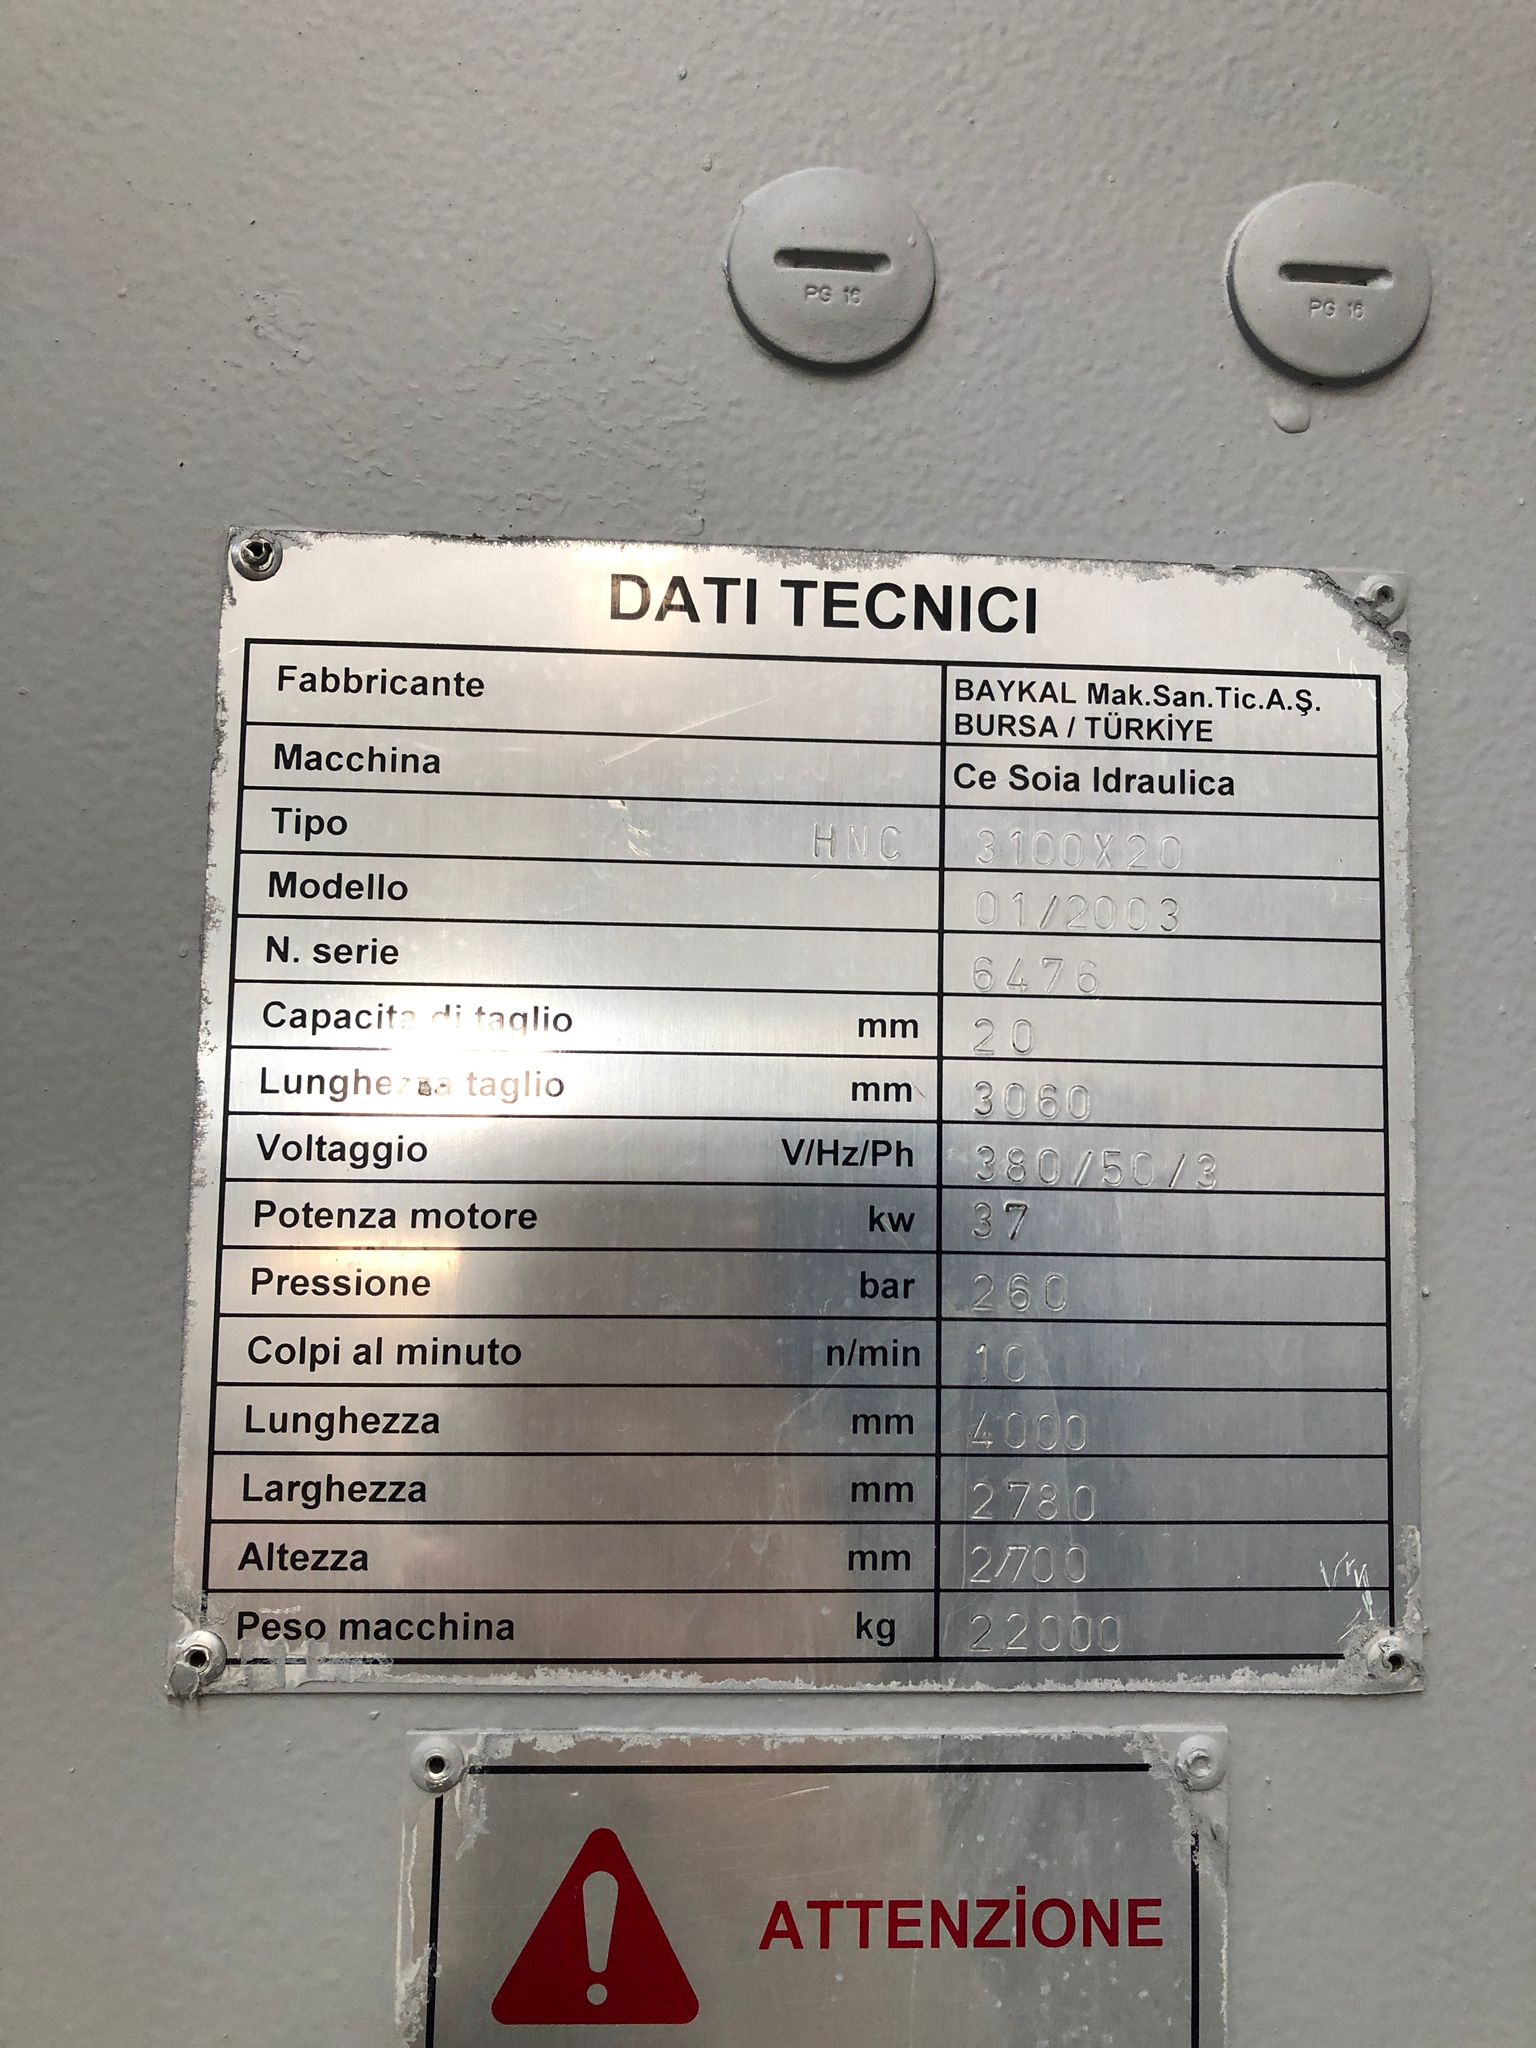 PG 16
PG 16
DATI TECNICI
Fabbricante BAYKAL Mak.San.Tic.A.Ş.
BURSA / TÜRKİYE
Macchina Ce Soia Idraulica
Tipo HNC 3100X20
Modello 01/2003
N. serie 6476
Capacita di taglio mm 20
Lunghezza taglio mm 3060
Voltaggio V/Hz/Ph 380/50/3
Potenza motore kw 37
Pressione bar 260
Colpi al minuto n/min 10
Lunghezza mm 4000
Larghezza mm 2780
Altezza mm 2700
Peso macchina kg 22000
ATTENZİONE